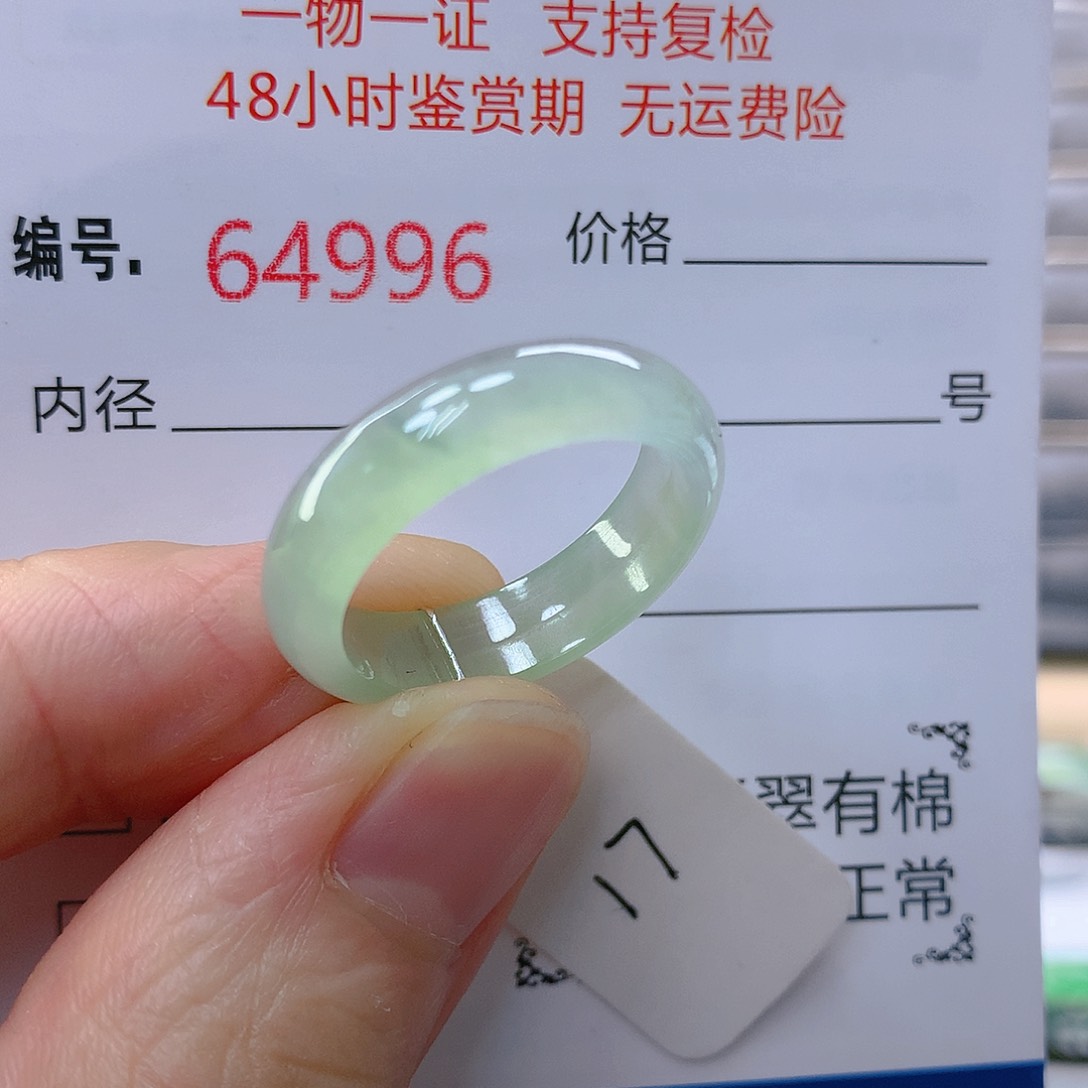 一物一证 支持复检
48小时鉴赏期 无运费险
编号. 64996 价格
内径 号
17
翠有棉
正常